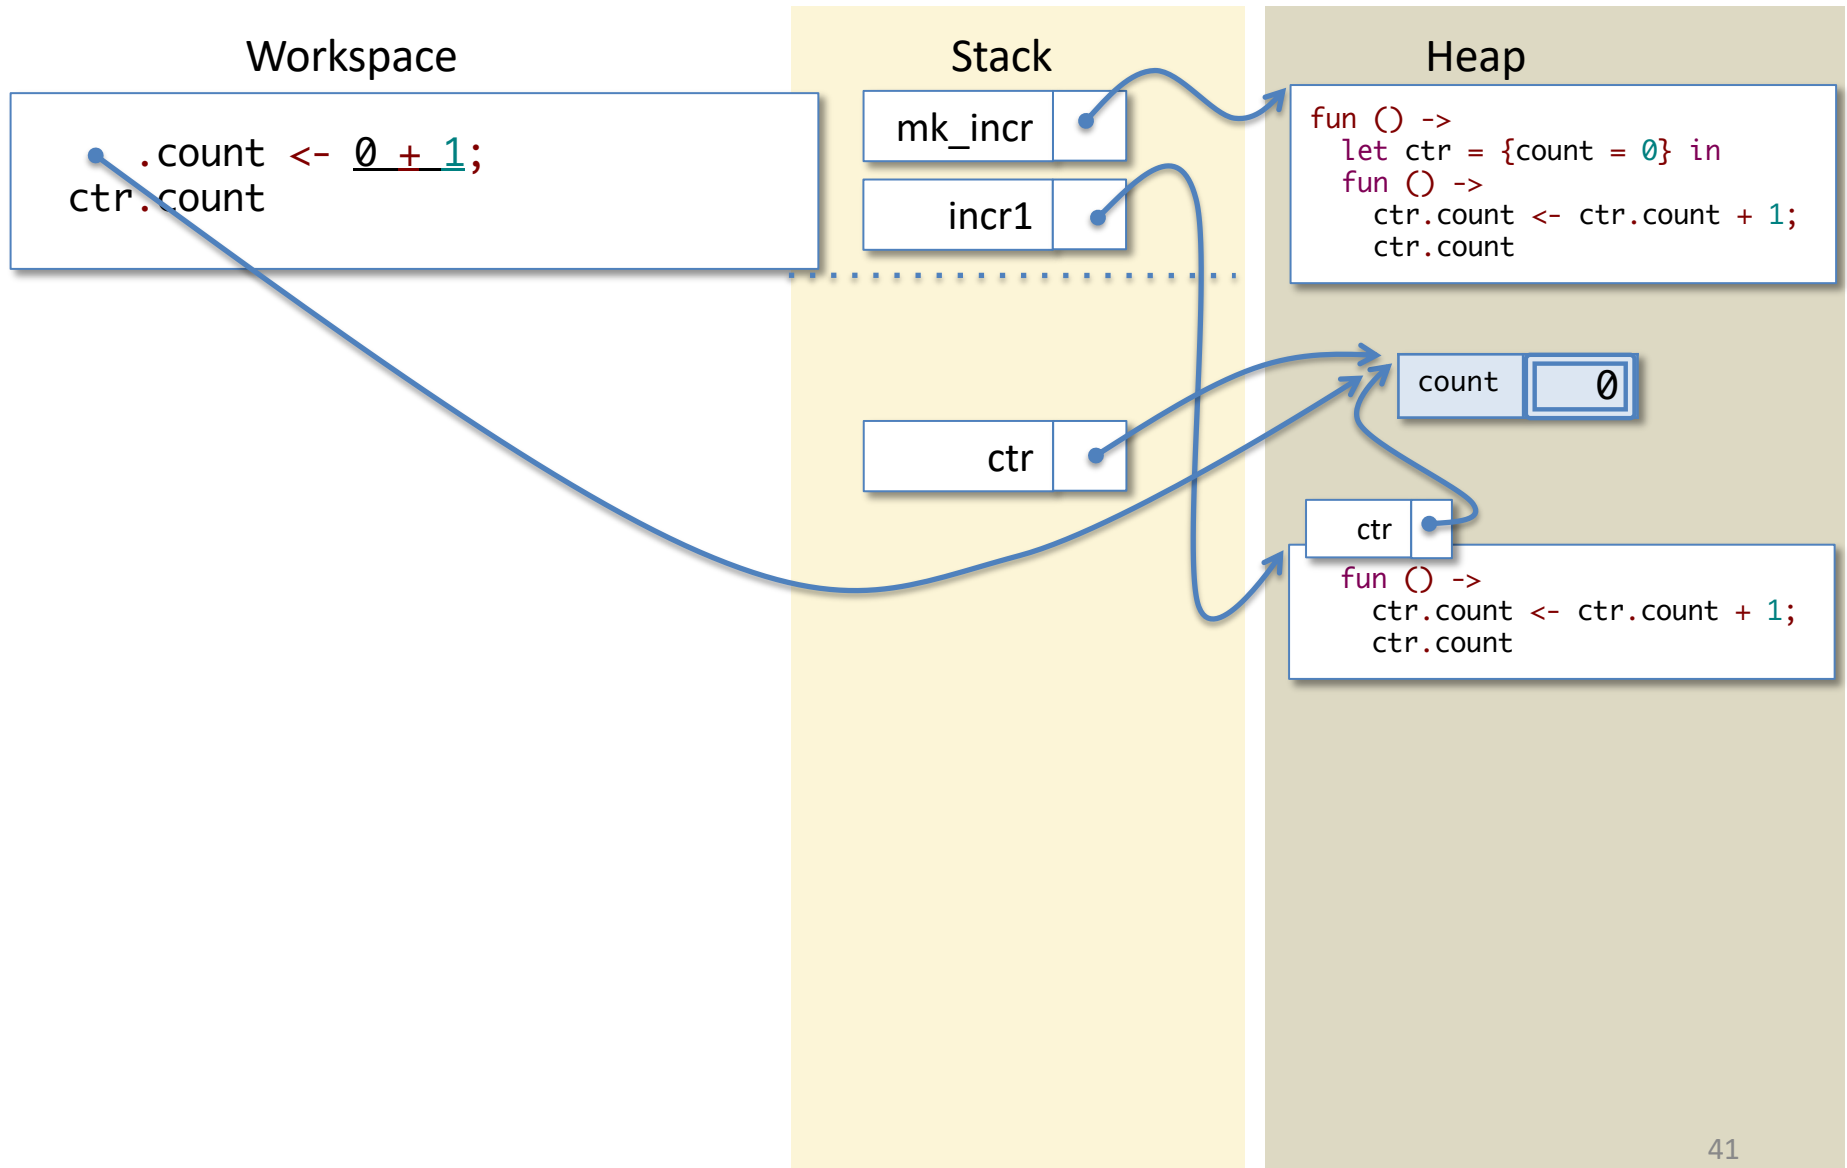 Workspace
Stack
Heap
.count <- 0 + 1;
ctr.count
mk_incr
incr1
ctr
fun () ->
let ctr = {count = 0} in
fun () ->
ctr.count <- ctr.count + 1;
ctr.count
count 0
ctr
fun () ->
ctr.count <- ctr.count + 1;
ctr.count
41